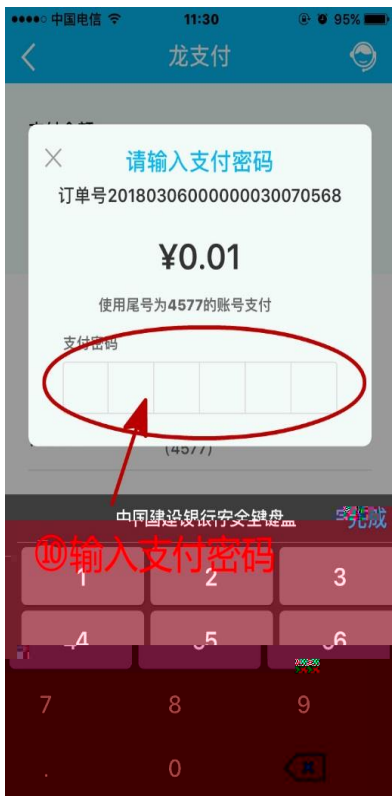 中国电信 11:30 95%
龙支付
请输入支付密码
订单号20180306000000030070568
¥0.01
使用尾号为4577的账号支付
支付密码
(4577)
中国建设银行安全键盘 完成
⑩输入支付密码
1 2 3
4 5 6
7 8 9
. 0